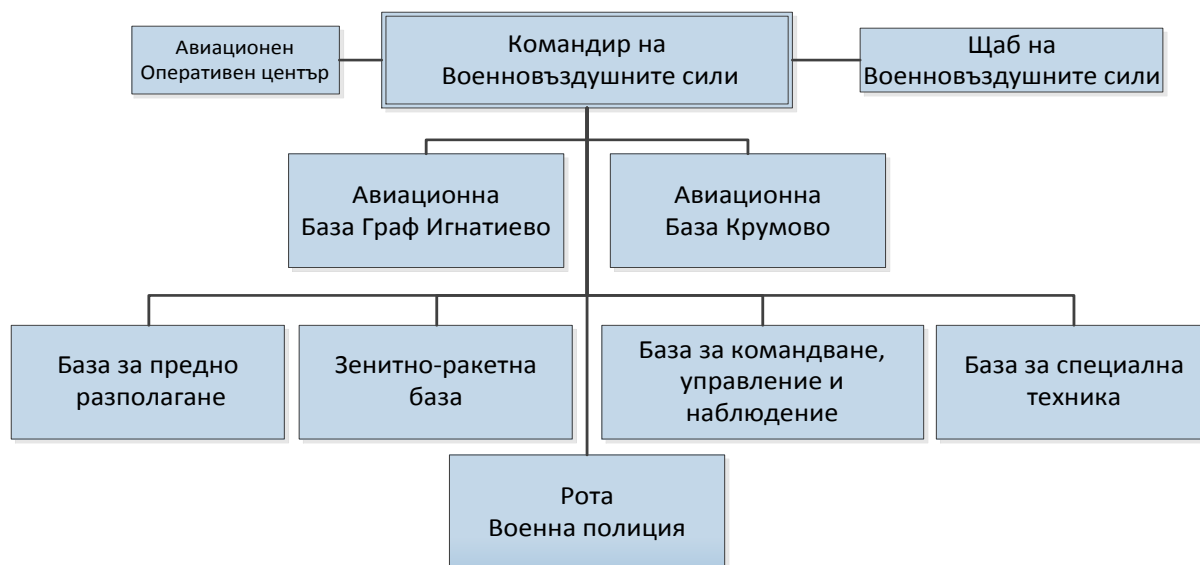 Авиационен
Оперативен център
Командир на
Военновъздушните сили
Щаб на
Военновъздушните сили
Авиационна
База Граф Игнатиево
Авиационна
База Крумово
База за предно
разполагане
Зенитно-ракетна
база
База за командване,
управление и
наблюдение
База за специална
техника
Рота
Военна полиция